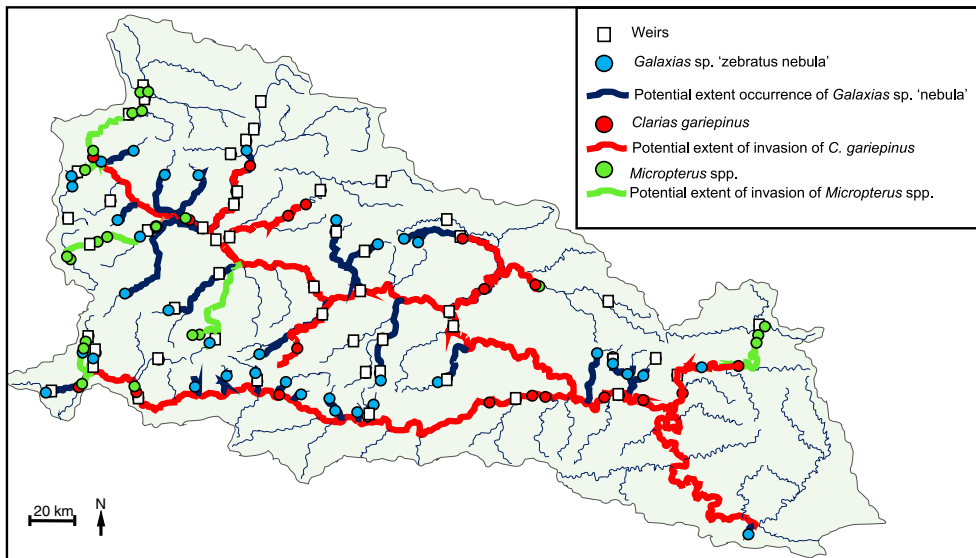 Weirs
Galaxias sp. ‘zebratus nebula’
Potential extent occurrence of Galaxias sp. ‘nebula’
Clarias gariepinus
Potential extent of invasion of C. gariepinus
Micropterus spp.
Potential extent of invasion of Micropterus spp.
20 km
N